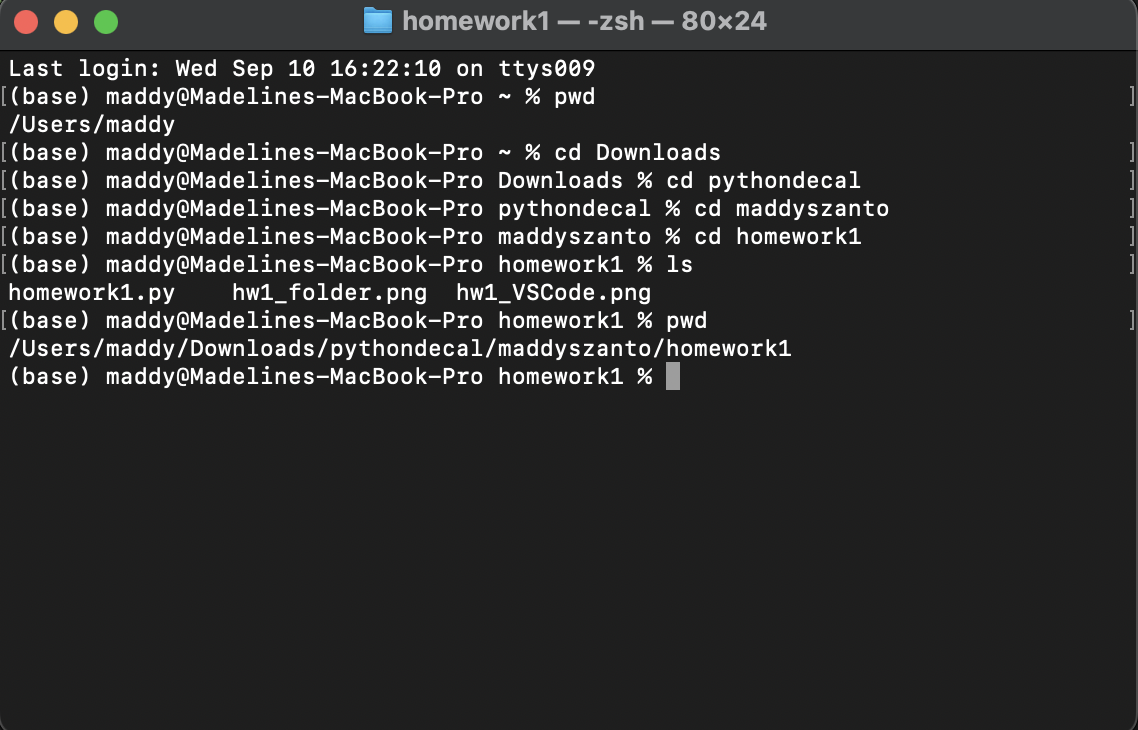 homework1 — -zsh — 80×24
Last login: Wed Sep 10 16:22:10 on ttys009
[(base) maddy@Madelines-MacBook-Pro ~ % pwd ]
/Users/maddy
[(base) maddy@Madelines-MacBook-Pro ~ % cd Downloads ]
[(base) maddy@Madelines-MacBook-Pro Downloads % cd pythondecal ]
[(base) maddy@Madelines-MacBook-Pro pythondecal % cd maddyszanto ]
[(base) maddy@Madelines-MacBook-Pro maddyszanto % cd homework1 ]
[(base) maddy@Madelines-MacBook-Pro homework1 % ls ]
homework1.py    hw1_folder.png  hw1_VSCode.png
[(base) maddy@Madelines-MacBook-Pro homework1 % pwd ]
/Users/maddy/Downloads/pythondecal/maddyszanto/homework1
(base) maddy@Madelines-MacBook-Pro homework1 %